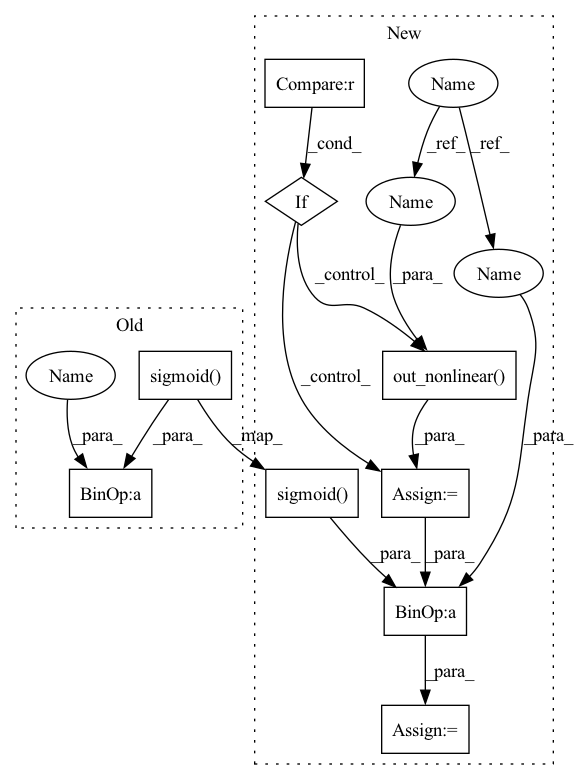 New
Compare:r
Name
_cond_
_ref_
_ref_
If
Name
Name
_control_
_para_
Old
Name
sigmoid()
out_nonlinear()
_control_
_para_
_para_
_map_
_para_
_para_
BinOp:a
sigmoid()
Assign:=
_para_
_para_
BinOp:a
_para_
Assign:=